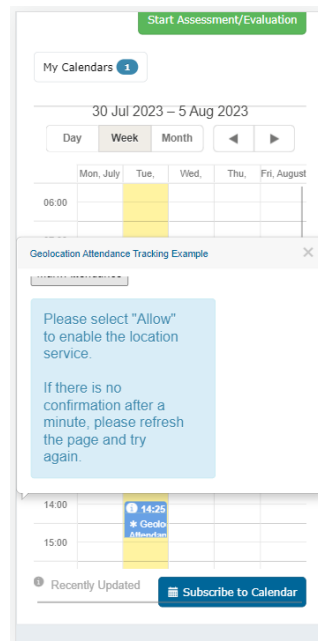 Start Assessment/Evaluation
My Calendars 1
30 Jul 2023 – 5 Aug 2023
Day Week Month
Mon, July Tue, Wed, Thu, Fri, August
06:00
Geolocation Attendance Tracking Example ×
Please select "Allow"
to enable the location
service.
If there is no
confirmation after a
minute, please refresh
the page and try
again.
14:00
14:25
Geolo
Attendan
15:00
Recently Updated
Subscribe to Calendar